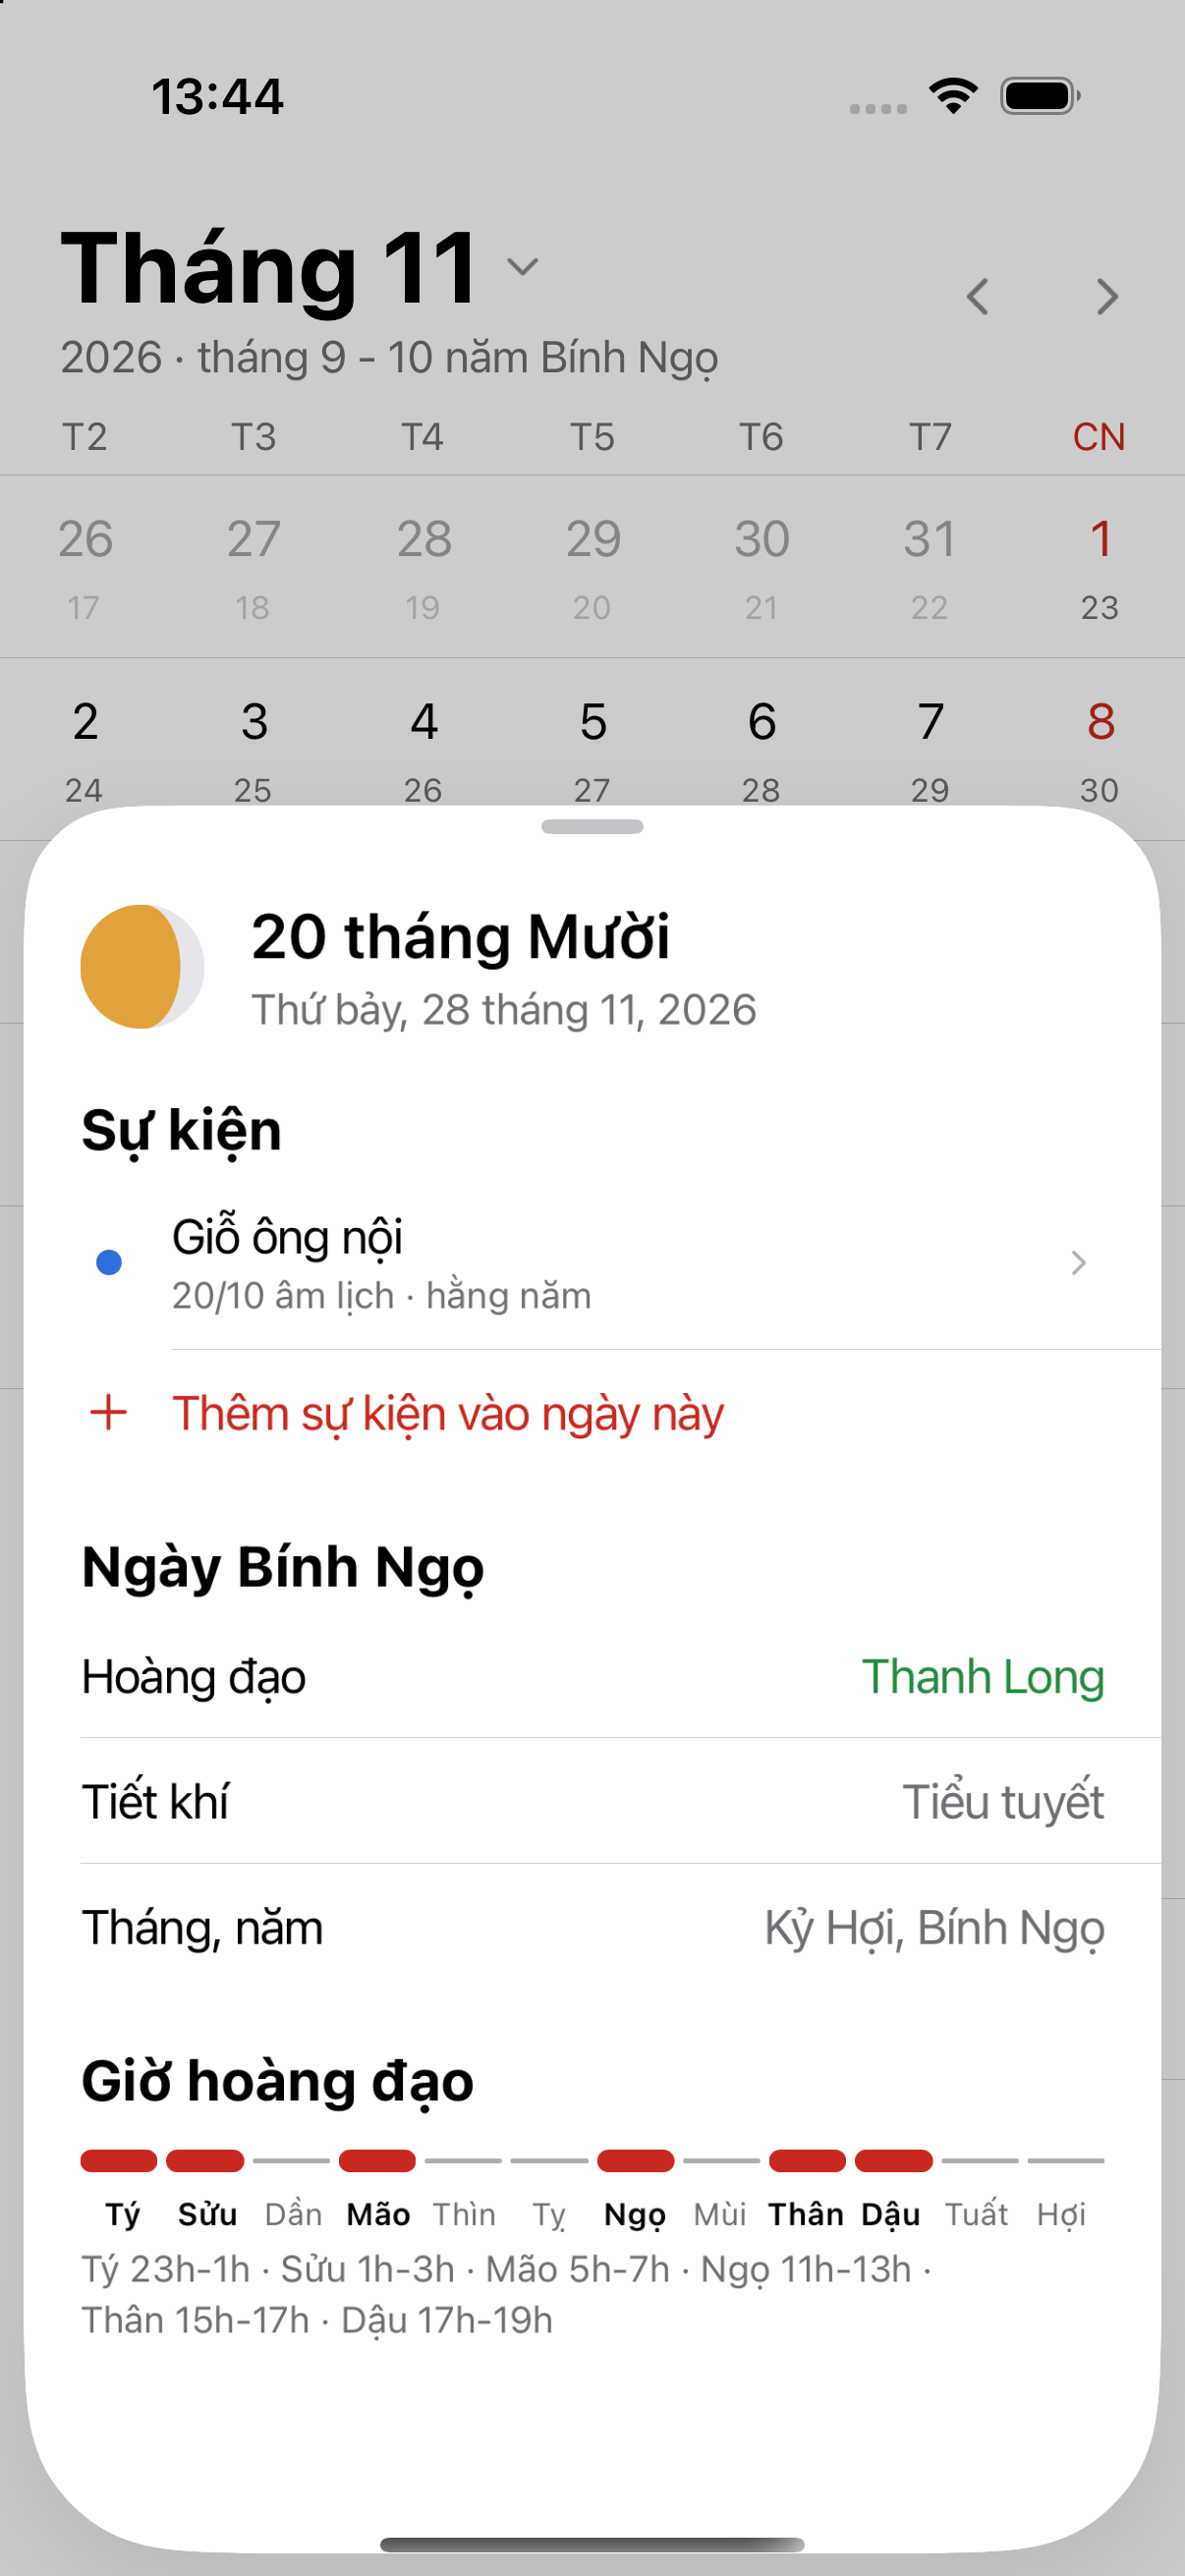 13:44
Tháng 11
2026 · tháng 9 - 10 năm Bính Ngọ
T2 T3 T4 T5 T6 T7 CN
26 27 28 29 30 31 1
17 18 19 20 21 22 23
2 3 4 5 6 7 8
24 25 26 27 28 29 30
20 tháng Mười
Thứ bảy, 28 tháng 11, 2026
Sự kiện
Giỗ ông nội
20/10 âm lịch · hằng năm
Thêm sự kiện vào ngày này
Ngày Bính Ngọ
Hoàng đạo Thanh Long
Tiết khí Tiểu tuyết
Tháng, năm Kỷ Hợi, Bính Ngọ
Giờ hoàng đạo
Tý Sửu Dần Mão Thìn Tỵ Ngọ Mùi Thân Dậu Tuất Hợi
Tý 23h-1h · Sửu 1h-3h · Mão 5h-7h · Ngọ 11h-13h ·
Thân 15h-17h · Dậu 17h-19h